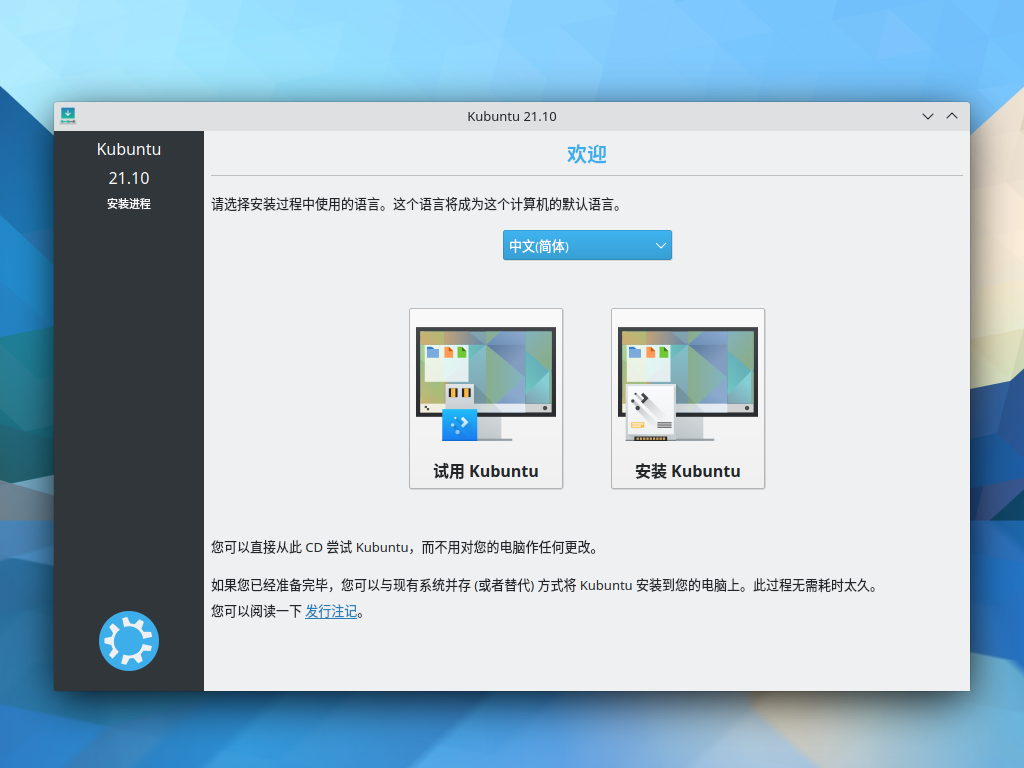 Kubuntu 21.10
Kubuntu
21.10
安装进程
欢迎
请选择安装过程中使用的语言。这个语言将成为这个计算机的默认语言。
中文(简体)
试用 Kubuntu
安装 Kubuntu
您可以直接从此 CD 尝试 Kubuntu，而不用对您的电脑作任何更改。
如果您已经准备完毕，您可以与现有系统并存 (或者替代) 方式将 Kubuntu 安装到您的电脑上。此过程无需耗时太久。
您可以阅读一下 发行注记。